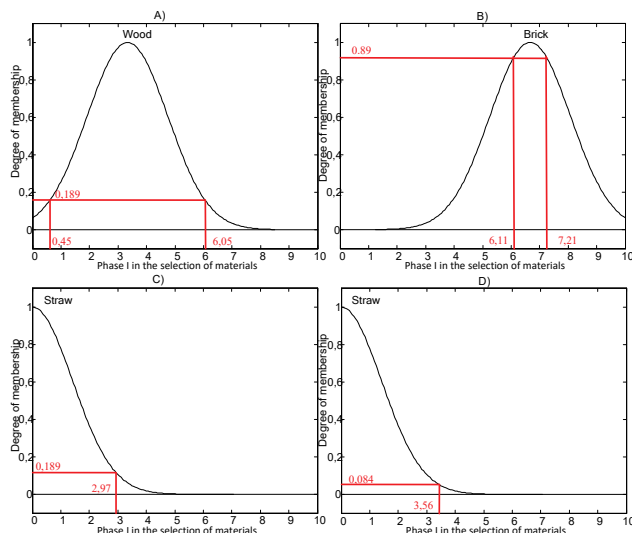 A)
Wood
1
0,8
0,6
0,4
0,2
0
Degree of membership
0,189
0,45
6,05
0 1 2 3 4 5 6 7 8 9 10
Phase I in the selection of materials
B)
Brick
1
0.89
0,8
0,6
0,4
0,2
0
Degree of membership
6,11
7,21
0 1 2 3 4 5 6 7 8 9 10
Phase I in the selection of materials
C)
Straw
1
0,8
0,6
0,4
0,2
0
Degree of membership
0,189
2,97
0 1 2 3 4 5 6 7 8 9 10
Phase I in the selection of materials
D)
Straw
1
0,8
0,6
0,4
0,2
0
Degree of membership
0,084
3,56
0 1 2 3 4 5 6 7 8 9 10
Phase I in the selection of materials